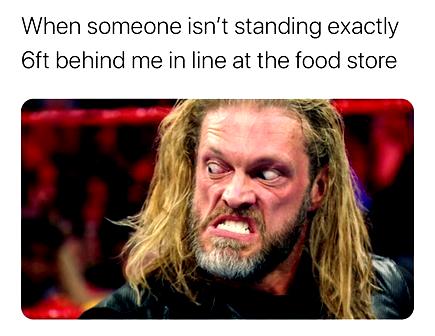 When someone isn’t standing exactly
6ft behind me in line at the food store